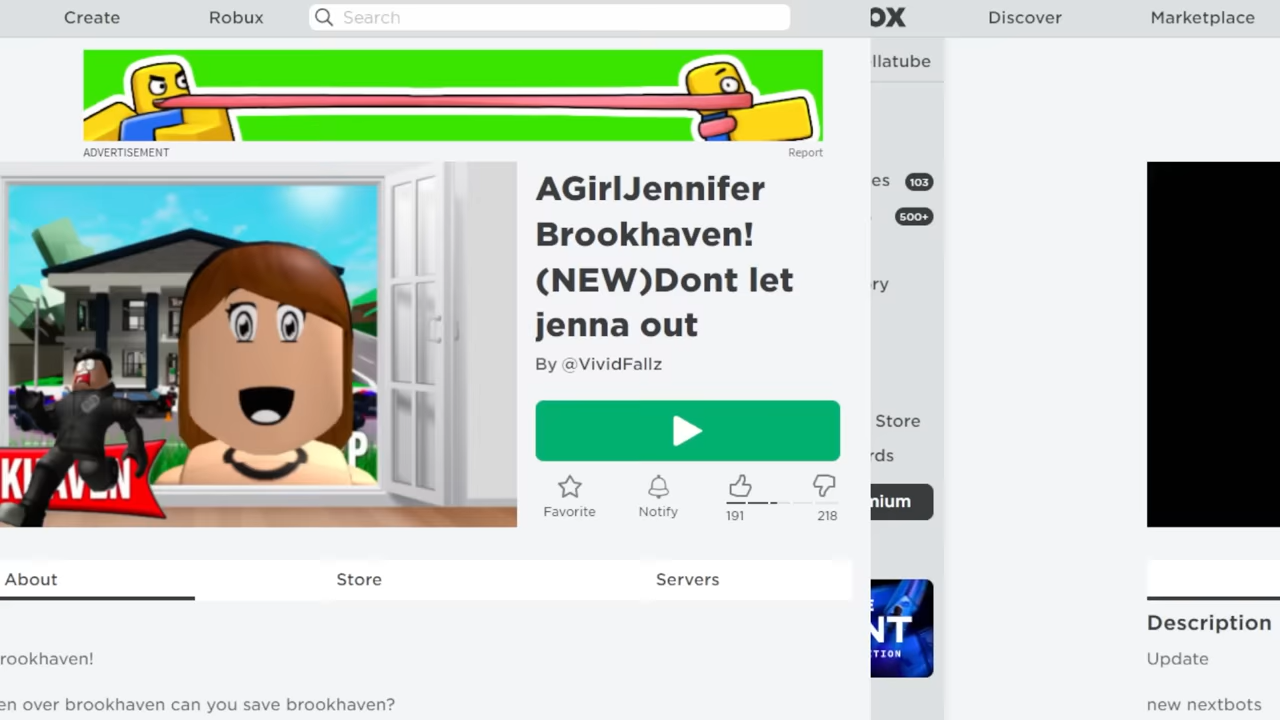 Create
Robux
Search
OX
Discover
Marketplace
ADVERTISEMENT
Report
llatube
AGirlJennifer
Brookhaven!
(NEW)Dont let
jenna out
By @VividFallz
es 103
500+
ry
Favorite
Notify
191
218
Store
rds
mium
KHAVEN
P
About
Store
Servers
E
NT
ITION
Description
rookhaven!
Update
en over brookhaven can you save brookhaven?
new nextbots